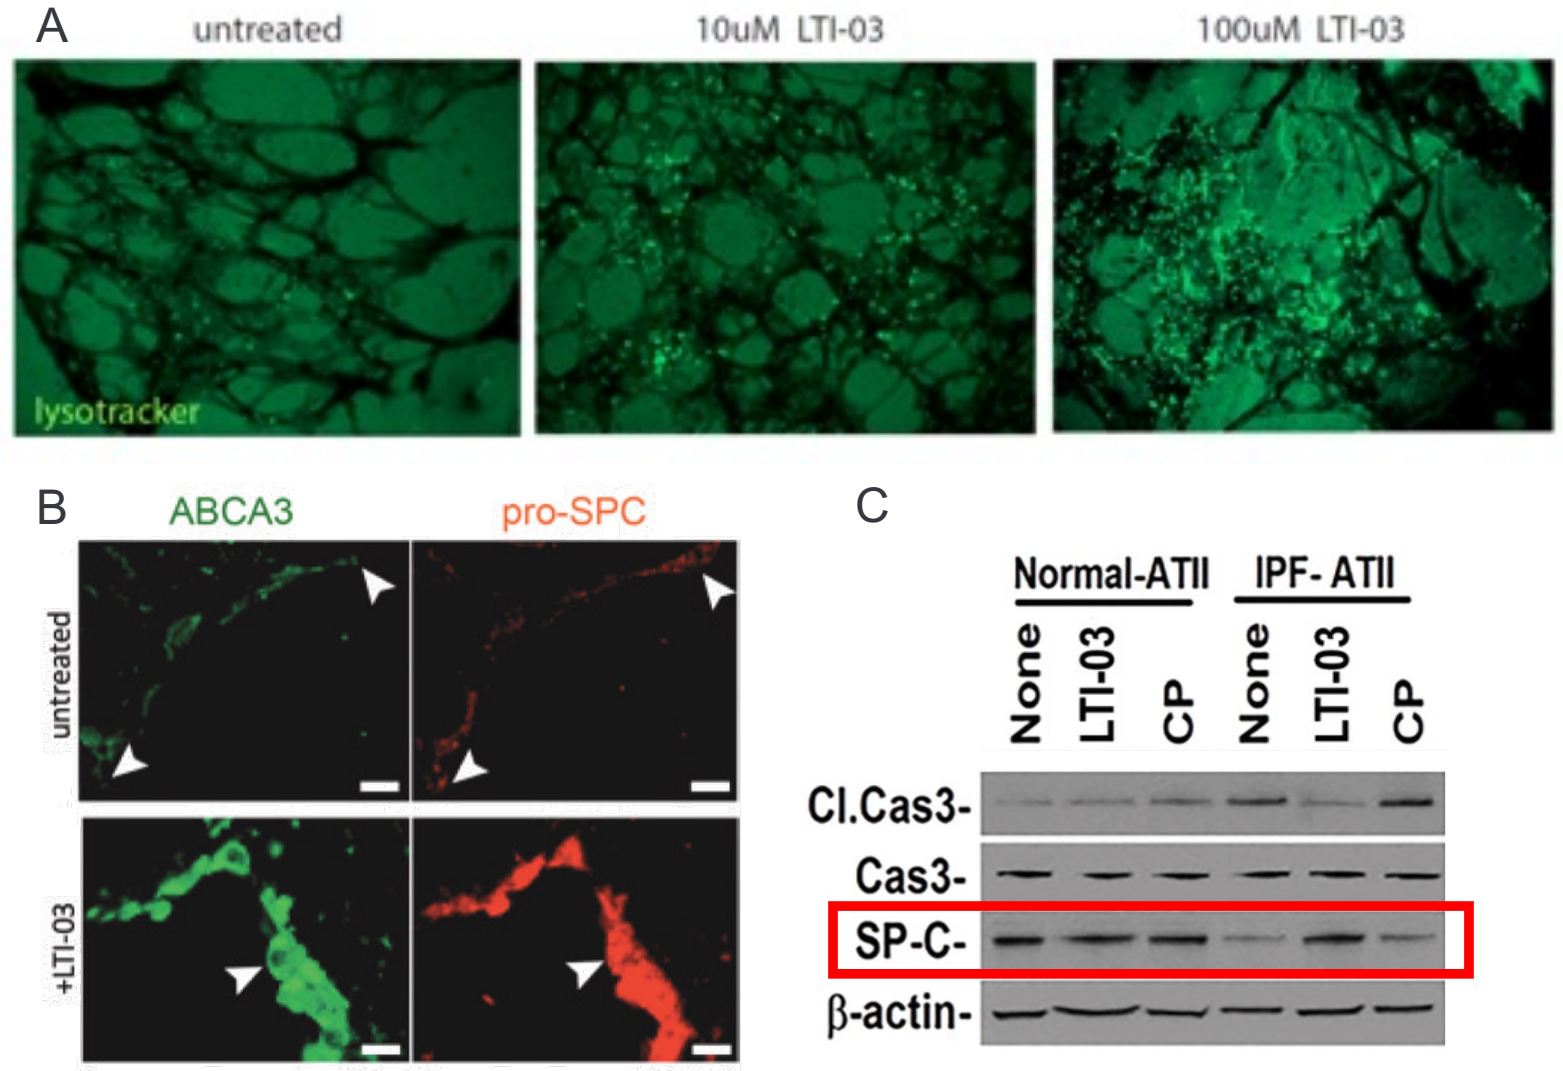 A
untreated
10uM LTI-03
100uM LTI-03
lysotracker
B
ABCA3
pro-SPC
untreated
+LTI-03
C
Normal-ATII
IPF- ATII
None
LTI-03
CP
None
LTI-03
CP
Cl.Cas3-
Cas3-
SP-C-
β-actin-